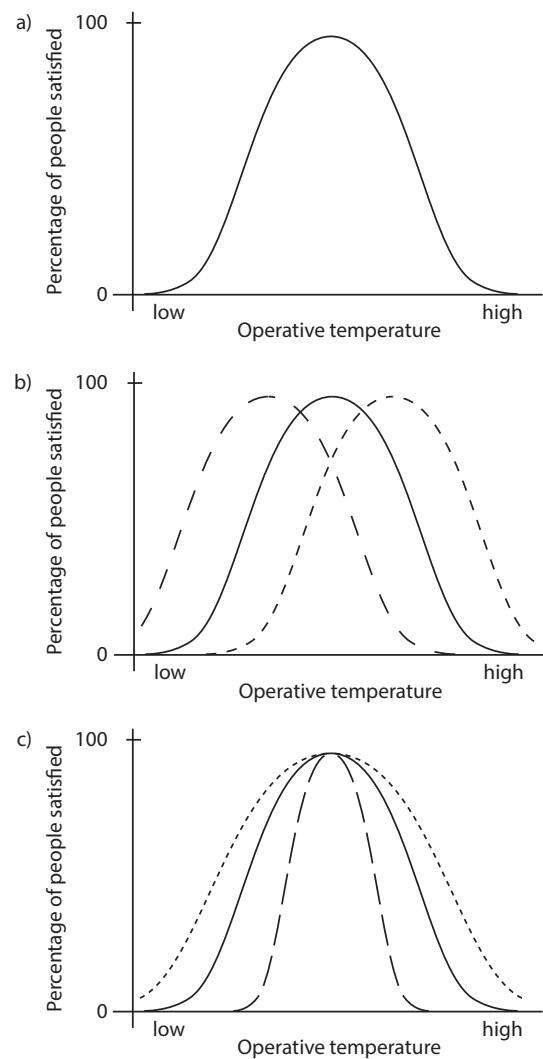 a)
100
Percentage of people satisfied
0
low
high
Operative temperature
b)
100
Percentage of people satisfied
0
low
high
Operative temperature
c)
100
Percentage of people satisfied
0
low
high
Operative temperature